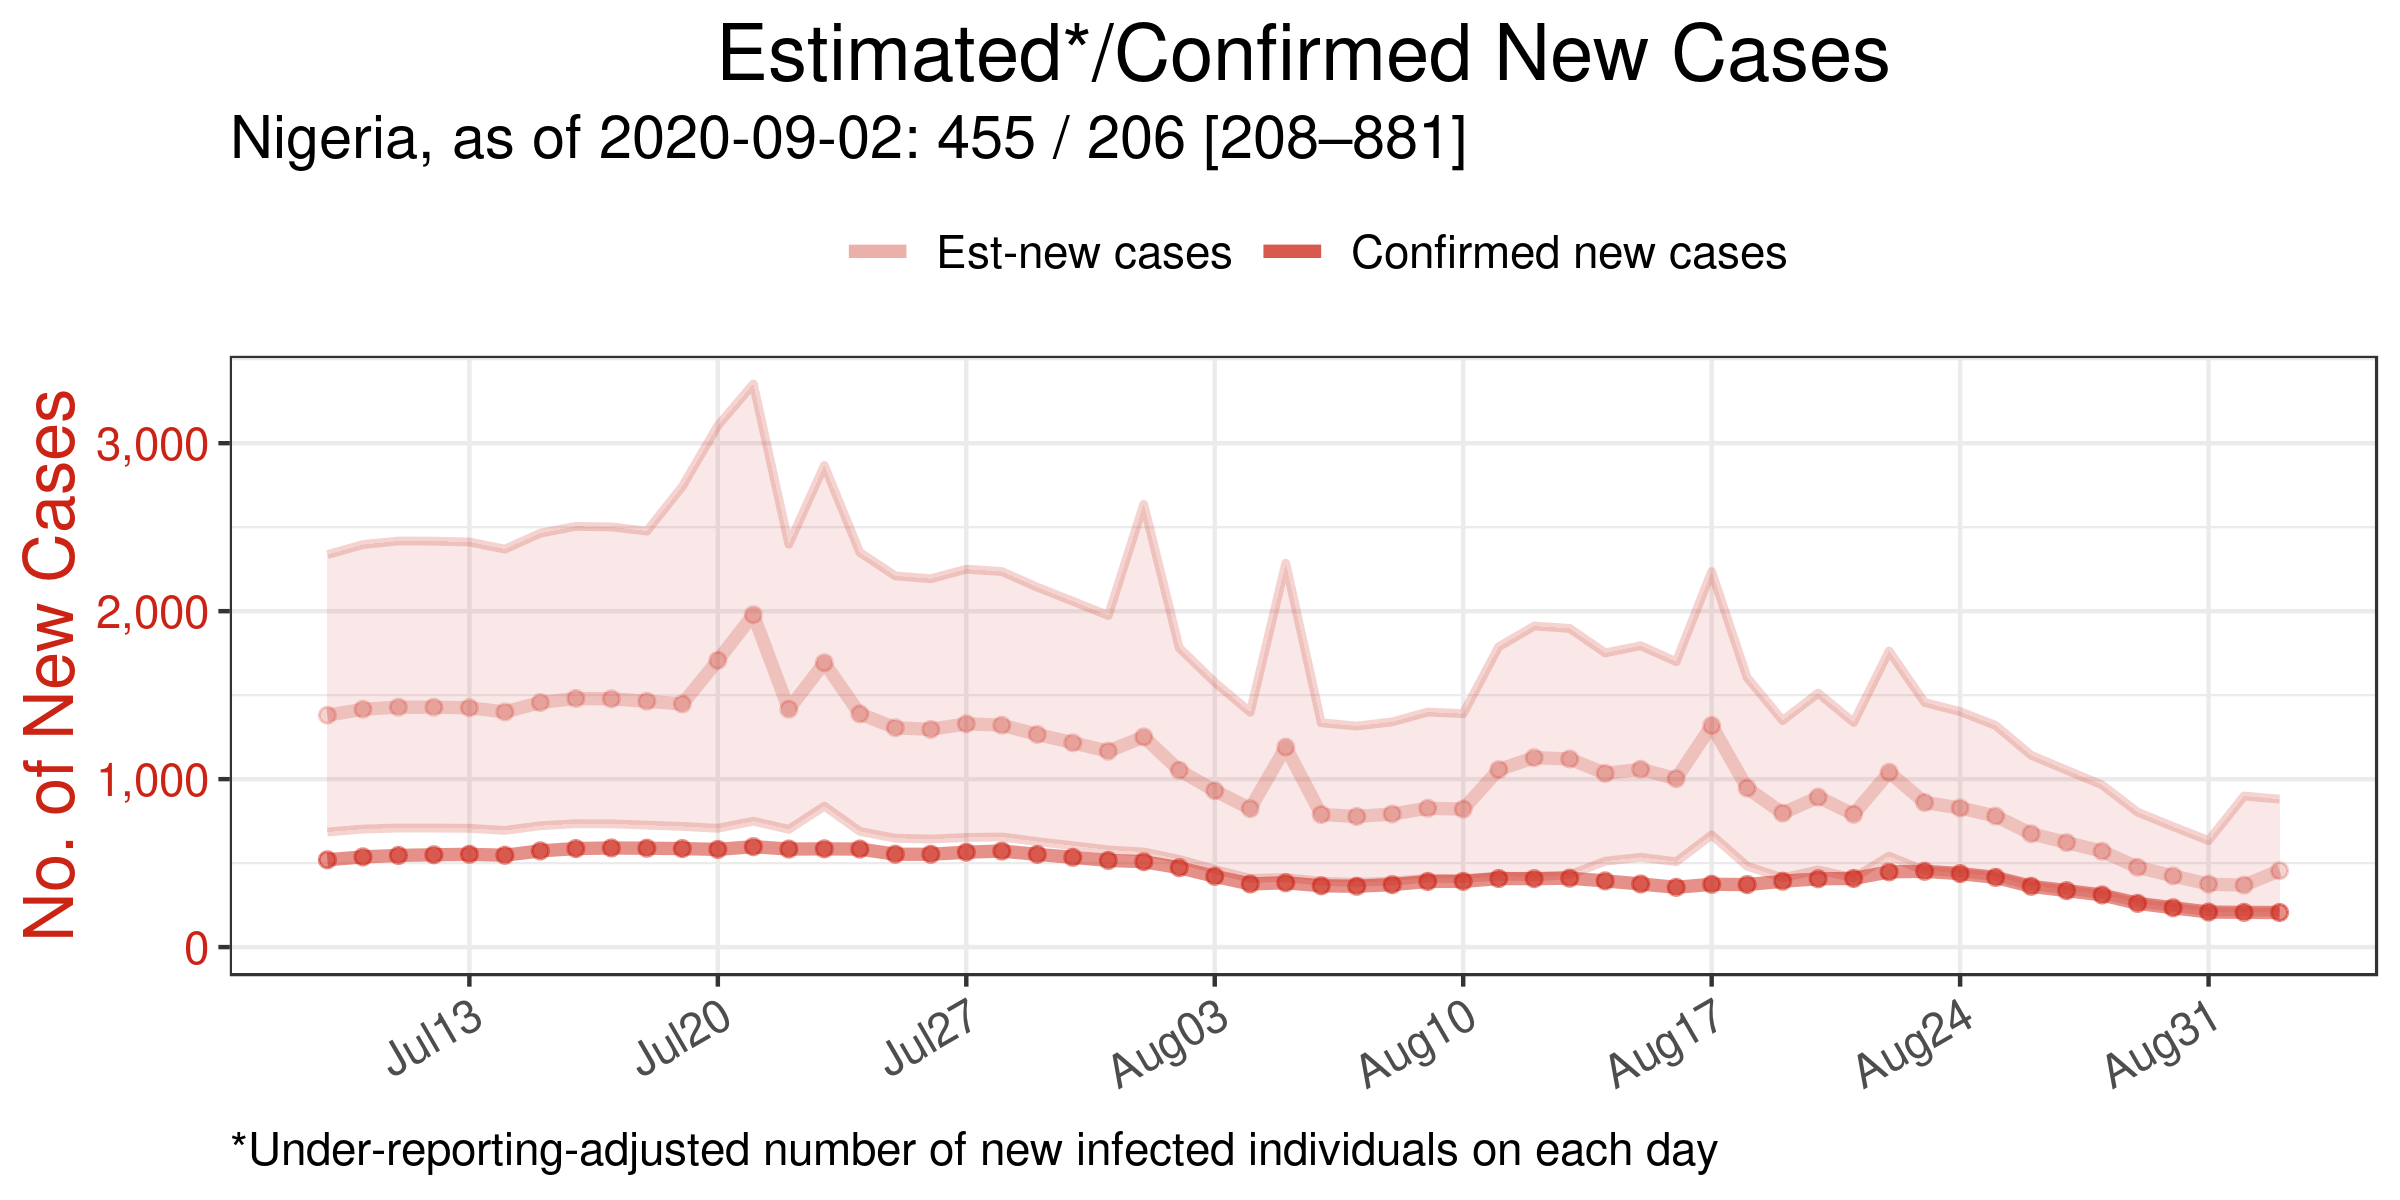 Estimated*/Confirmed New Cases
Nigeria, as of 2020-09-02: 455 / 206 [208–881]
Est-new cases Confirmed new cases
No. of New Cases
3,000
2,000
1,000
0
Jul13 Jul20 Jul27 Aug03 Aug10 Aug17 Aug24 Aug31
*Under-reporting-adjusted number of new infected individuals on each day